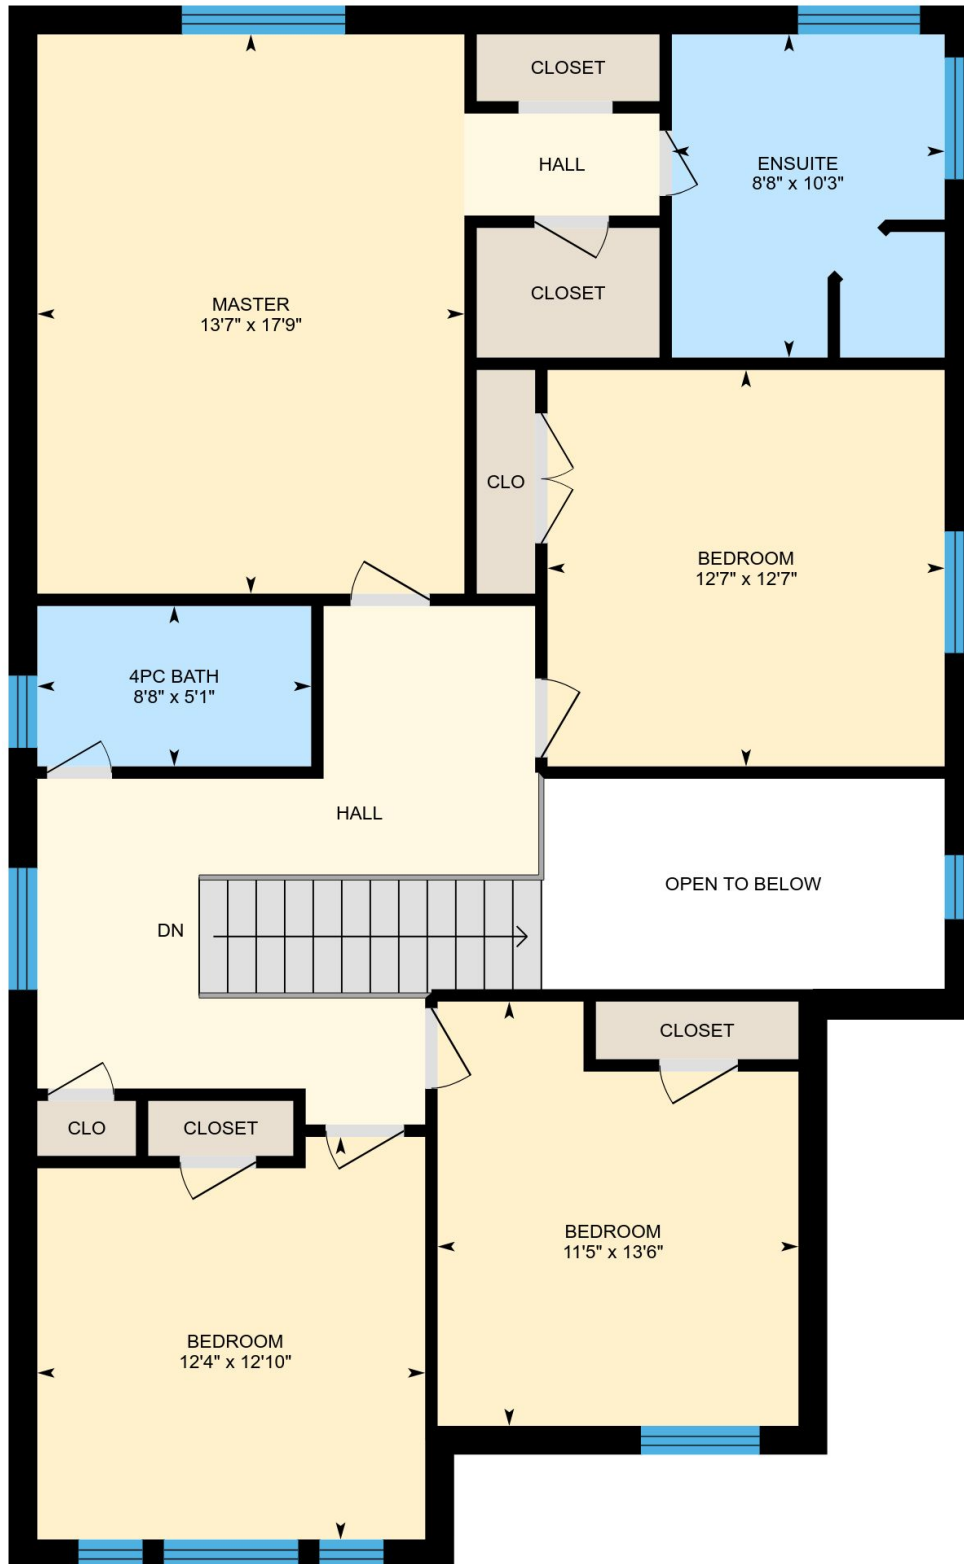 CLOSET
HALL
ENSUITE
8'8" x 10'3"
CLOSET
MASTER
13'7" x 17'9"
CLO
BEDROOM
12'7" x 12'7"
4PC BATH
8'8" x 5'1"
HALL
OPEN TO BELOW
DN
CLOSET
CLO
CLOSET
BEDROOM
11'5" x 13'6"
BEDROOM
12'4" x 12'10"